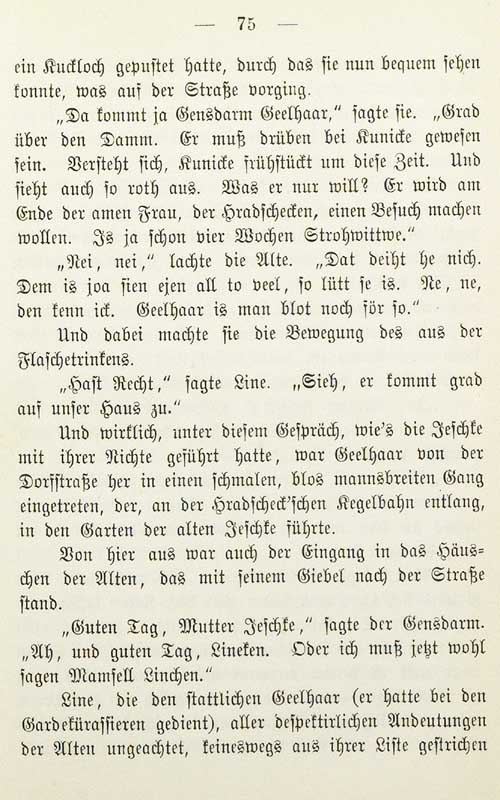 — 75 —
ein Kuckloch gepustet hatte, durch das sie nun bequem sehen
konnte, was auf der Straße vorging.
„Da kommt ja Gensdarm Geelhaar,“ sagte sie. „Grad
über den Damm. Er muß drüben bei Kunicke gewesen
sein. Versteht sich, Kunicke frühstückt um diese Zeit. Und
sieht auch so roth aus. Was er nur will? Er wird am
Ende der amen Frau, der Hradschecken, einen Besuch machen
wollen. Is ja schon vier Wochen Strohwittwe.“
„Nei, nei,“ lachte die Alte. „Dat deiht he nich.
Dem is joa sien ejen all to veel, so lütt se is. Ne, ne,
den kenn ick. Geelhaar is man blot noch för so.“
Und dabei machte sie die Bewegung des aus der
Flaschetrinkens.
„Hast Recht,“ sagte Line. „Sieh, er kommt grad
auf unser Haus zu.“
Und wirklich, unter diesem Gespräch, wie's die Jeschke
mit ihrer Nichte geführt hatte, war Geelhaar von der
Dorfstraße her in einen schmalen, blos mannsbreiten Gang
eingetreten, der, an der Hradscheck'schen Kegelbahn entlang,
in den Garten der alten Jeschke führte.
Von hier aus war auch der Eingang in das Häus-
chen der Alten, das mit seinem Giebel nach der Straße
stand.
„Guten Tag, Mutter Jeschke,“ sagte der Gensdarm.
„Ah, und guten Tag, Lineken. Oder ich muß jetzt wohl
sagen Mamsell Linchen.“
Line, die den stattlichen Geelhaar (er hatte bei den
Gardekürassieren gedient), aller despektirlichen Andeutungen
der Alten ungeachtet, keineswegs aus ihrer Liste gestrichen